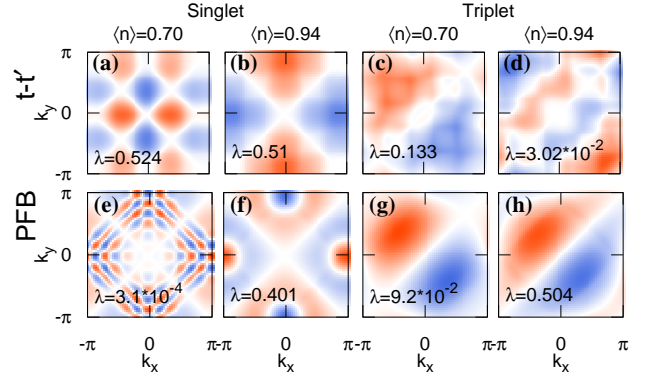 Singlet Triplet
⟨n⟩=0.70 ⟨n⟩=0.94 ⟨n⟩=0.70 ⟨n⟩=0.94
t-t′
π (a) (b) (c) (d)
k_y 0
-π λ=0.524 λ=0.51 λ=0.133 λ=3.02*10^-2
PFB
π (e) (f) (g) (h)
k_y 0
λ=3.1*10^-4 λ=0.401 λ=9.2*10^-2 λ=0.504
-π
-π 0 π -π 0 π -π 0 π -π 0 π
k_x k_x k_x k_x